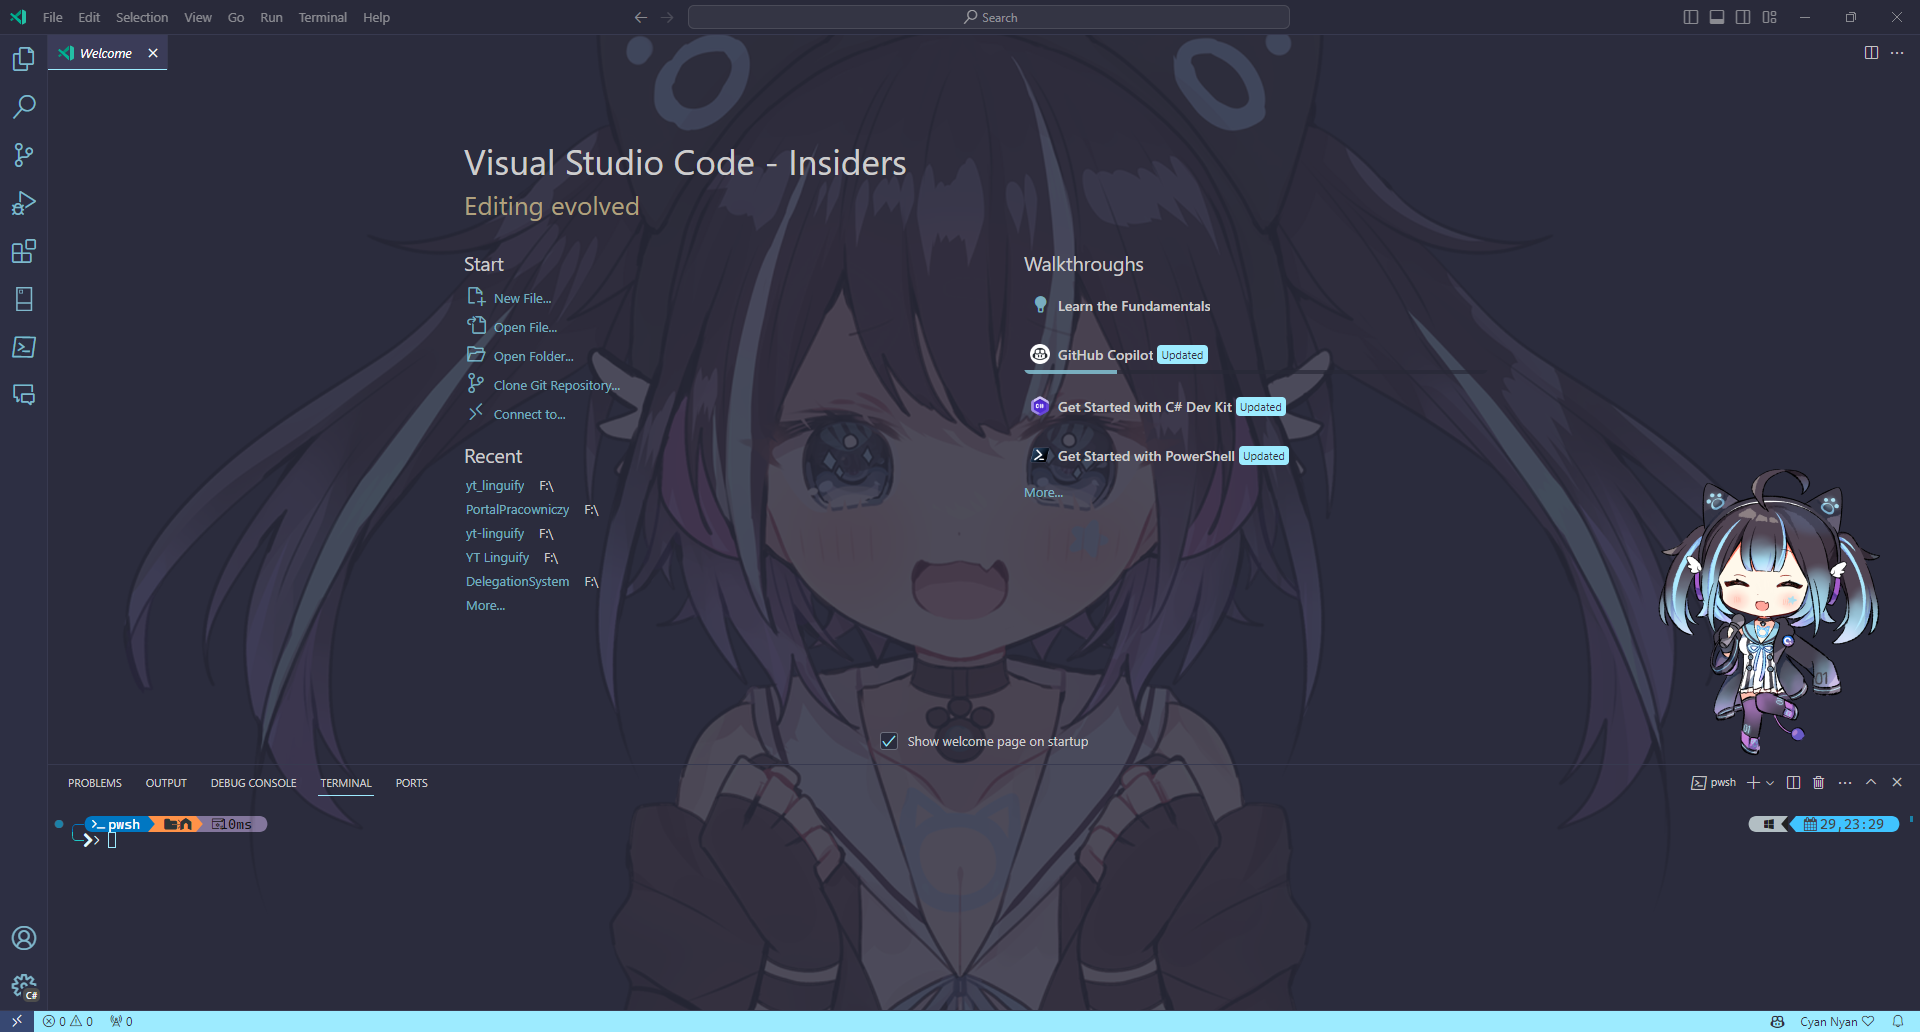 File Edit Selection View Go Run Terminal Help
Search
Welcome
Visual Studio Code - Insiders
Editing evolved
Start
New File...
Open File...
Open Folder...
Clone Git Repository...
Connect to...
Recent
yt_linguify F:\
PortalPracowniczy F:\
yt-linguify F:\
YT Linguify F:\
DelegationSystem F:\
More...
Walkthroughs
Learn the Fundamentals
GitHub Copilot Updated
Get Started with C# Dev Kit Updated
Get Started with PowerShell Updated
More...
01
Show welcome page on startup
PROBLEMS OUTPUT DEBUG CONSOLE TERMINAL PORTS
pwsh
pwsh 10ms
29,23:29
C#
0 0 0
Cyan Nyan ♡